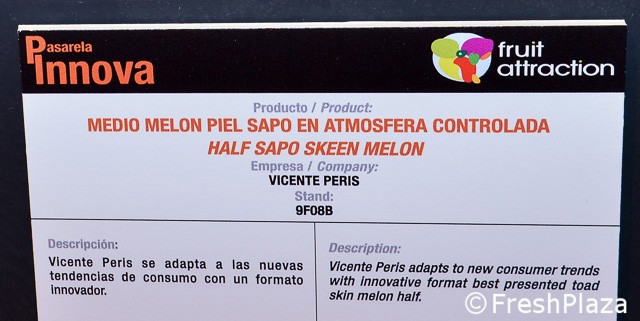 Pasarela
Innova
fruit
attraction
Producto / Product:
MEDIO MELON PIEL SAPO EN ATMOSFERA CONTROLADA
HALF SAPO SKEEN MELON
Empresa / Company:
VICENTE PERIS
Stand:
9F08B
Descripción:
Vicente Peris se adapta a las nuevas
tendencias de consumo con un formato
innovador.
Description:
Vicente Peris adapts to new consumer trends
with innovative format best presented toad
skin melon half.
©FreshPlaza